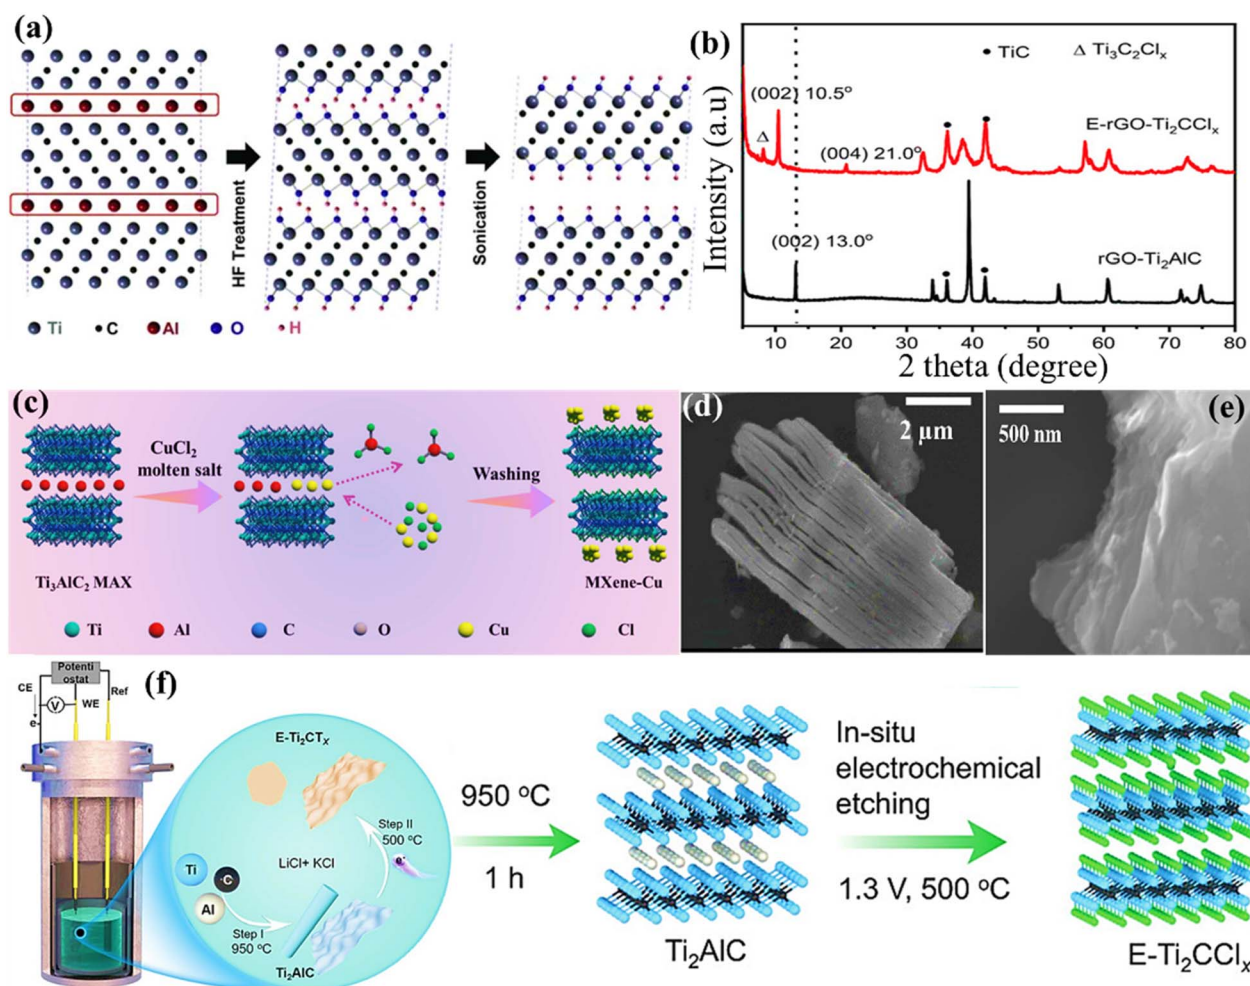 (a)
HF Treatment
Sonication
Ti
C
Al
O
H
(b)
• TiC
Δ Ti₃C₂Clₓ
(002) 10.5°
E-rGO-Ti₂CClₓ
Δ
(004) 21.0°
(002) 13.0°
rGO-Ti₂AlC
Intensity (a.u)
10 20 30 40 50 60 70 80
2 theta (degree)
(c)
CuCl₂
molten salt
Washing
Ti₃AlC₂ MAX
MXene-Cu
Ti
Al
C
O
Cu
Cl
(d)
2 µm
(e)
500 nm
(f)
Potenti
ostat
CE
V
WE
Ref
e⁻
E-Ti₂CTₓ
Step II
500 °C
e⁻
LiCl+ KCl
Ti
C
Al
Step I
950 °C
Ti₂AlC
950 °C
1 h
Ti₂AlC
In-situ
electrochemical
etching
1.3 V, 500 °C
E-Ti₂CClₓ